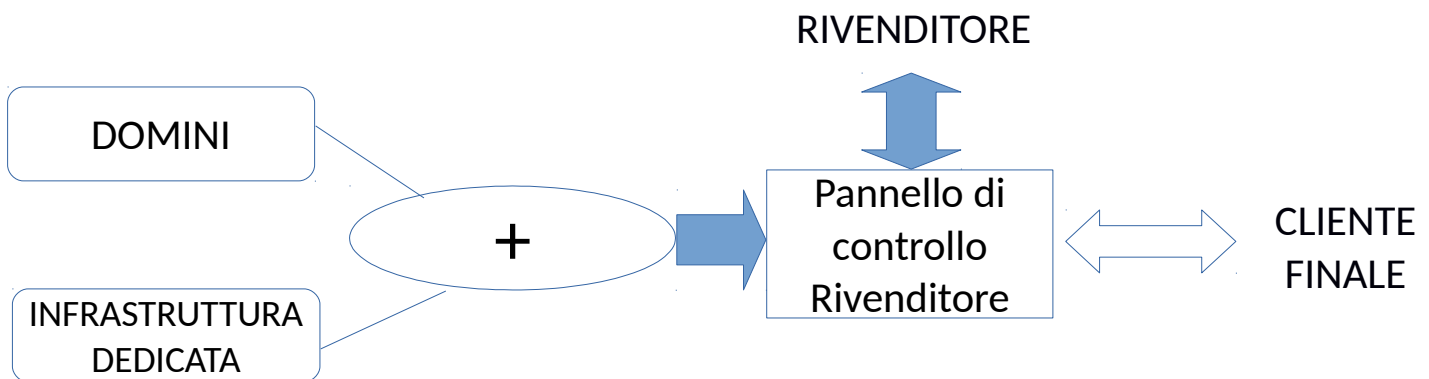 RIVENDITORE
DOMINI
+
Pannello di
controllo
Rivenditore
CLIENTE
FINALE
INFRASTRUTTURA
DEDICATA